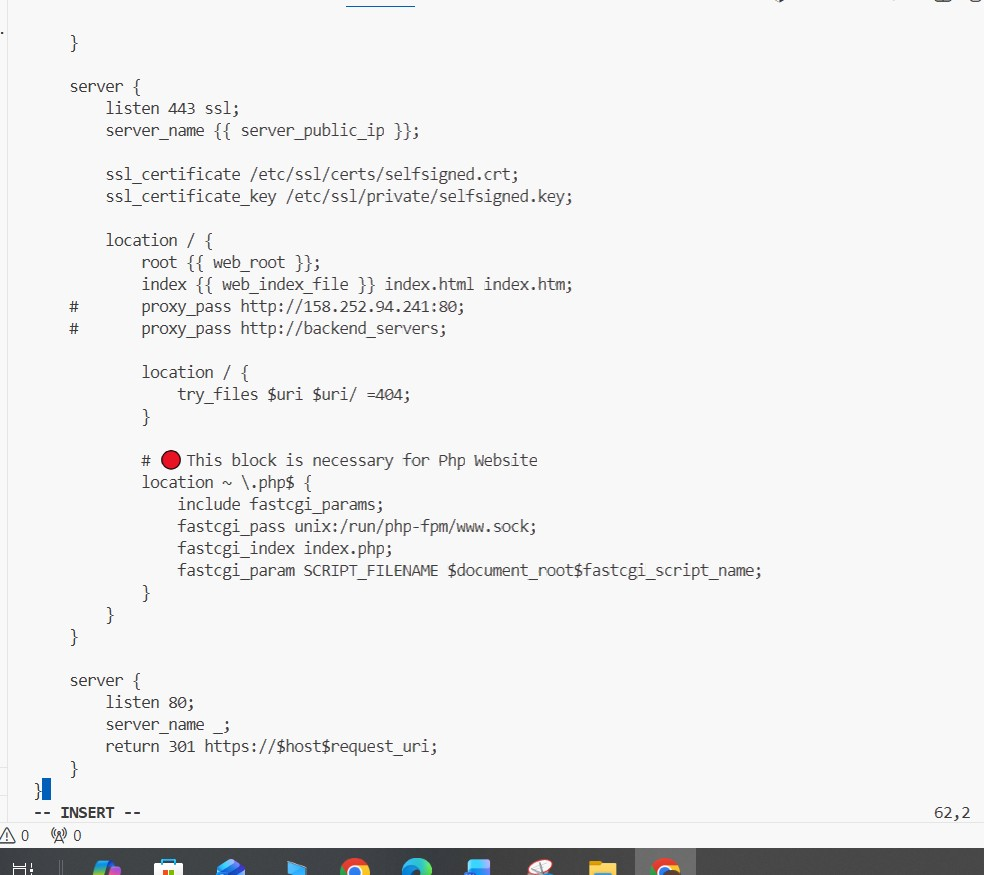 }
server {
listen 443 ssl;
server_name {{ server_public_ip }};
ssl_certificate /etc/ssl/certs/selfsigned.crt;
ssl_certificate_key /etc/ssl/private/selfsigned.key;
location / {
root {{ web_root }};
index {{ web_index_file }} index.html index.htm;
# proxy_pass http://158.252.94.241:80;
# proxy_pass http://backend_servers;
location / {
try_files $uri $uri/ =404;
}
# 🔴 This block is necessary for Php Website
location ~ \.php$ {
include fastcgi_params;
fastcgi_pass unix:/run/php-fpm/www.sock;
fastcgi_index index.php;
fastcgi_param SCRIPT_FILENAME $document_root$fastcgi_script_name;
}
}
}
server {
listen 80;
server_name _;
return 301 https://$host$request_uri;
}
}
-- INSERT -- 62,2
0 0